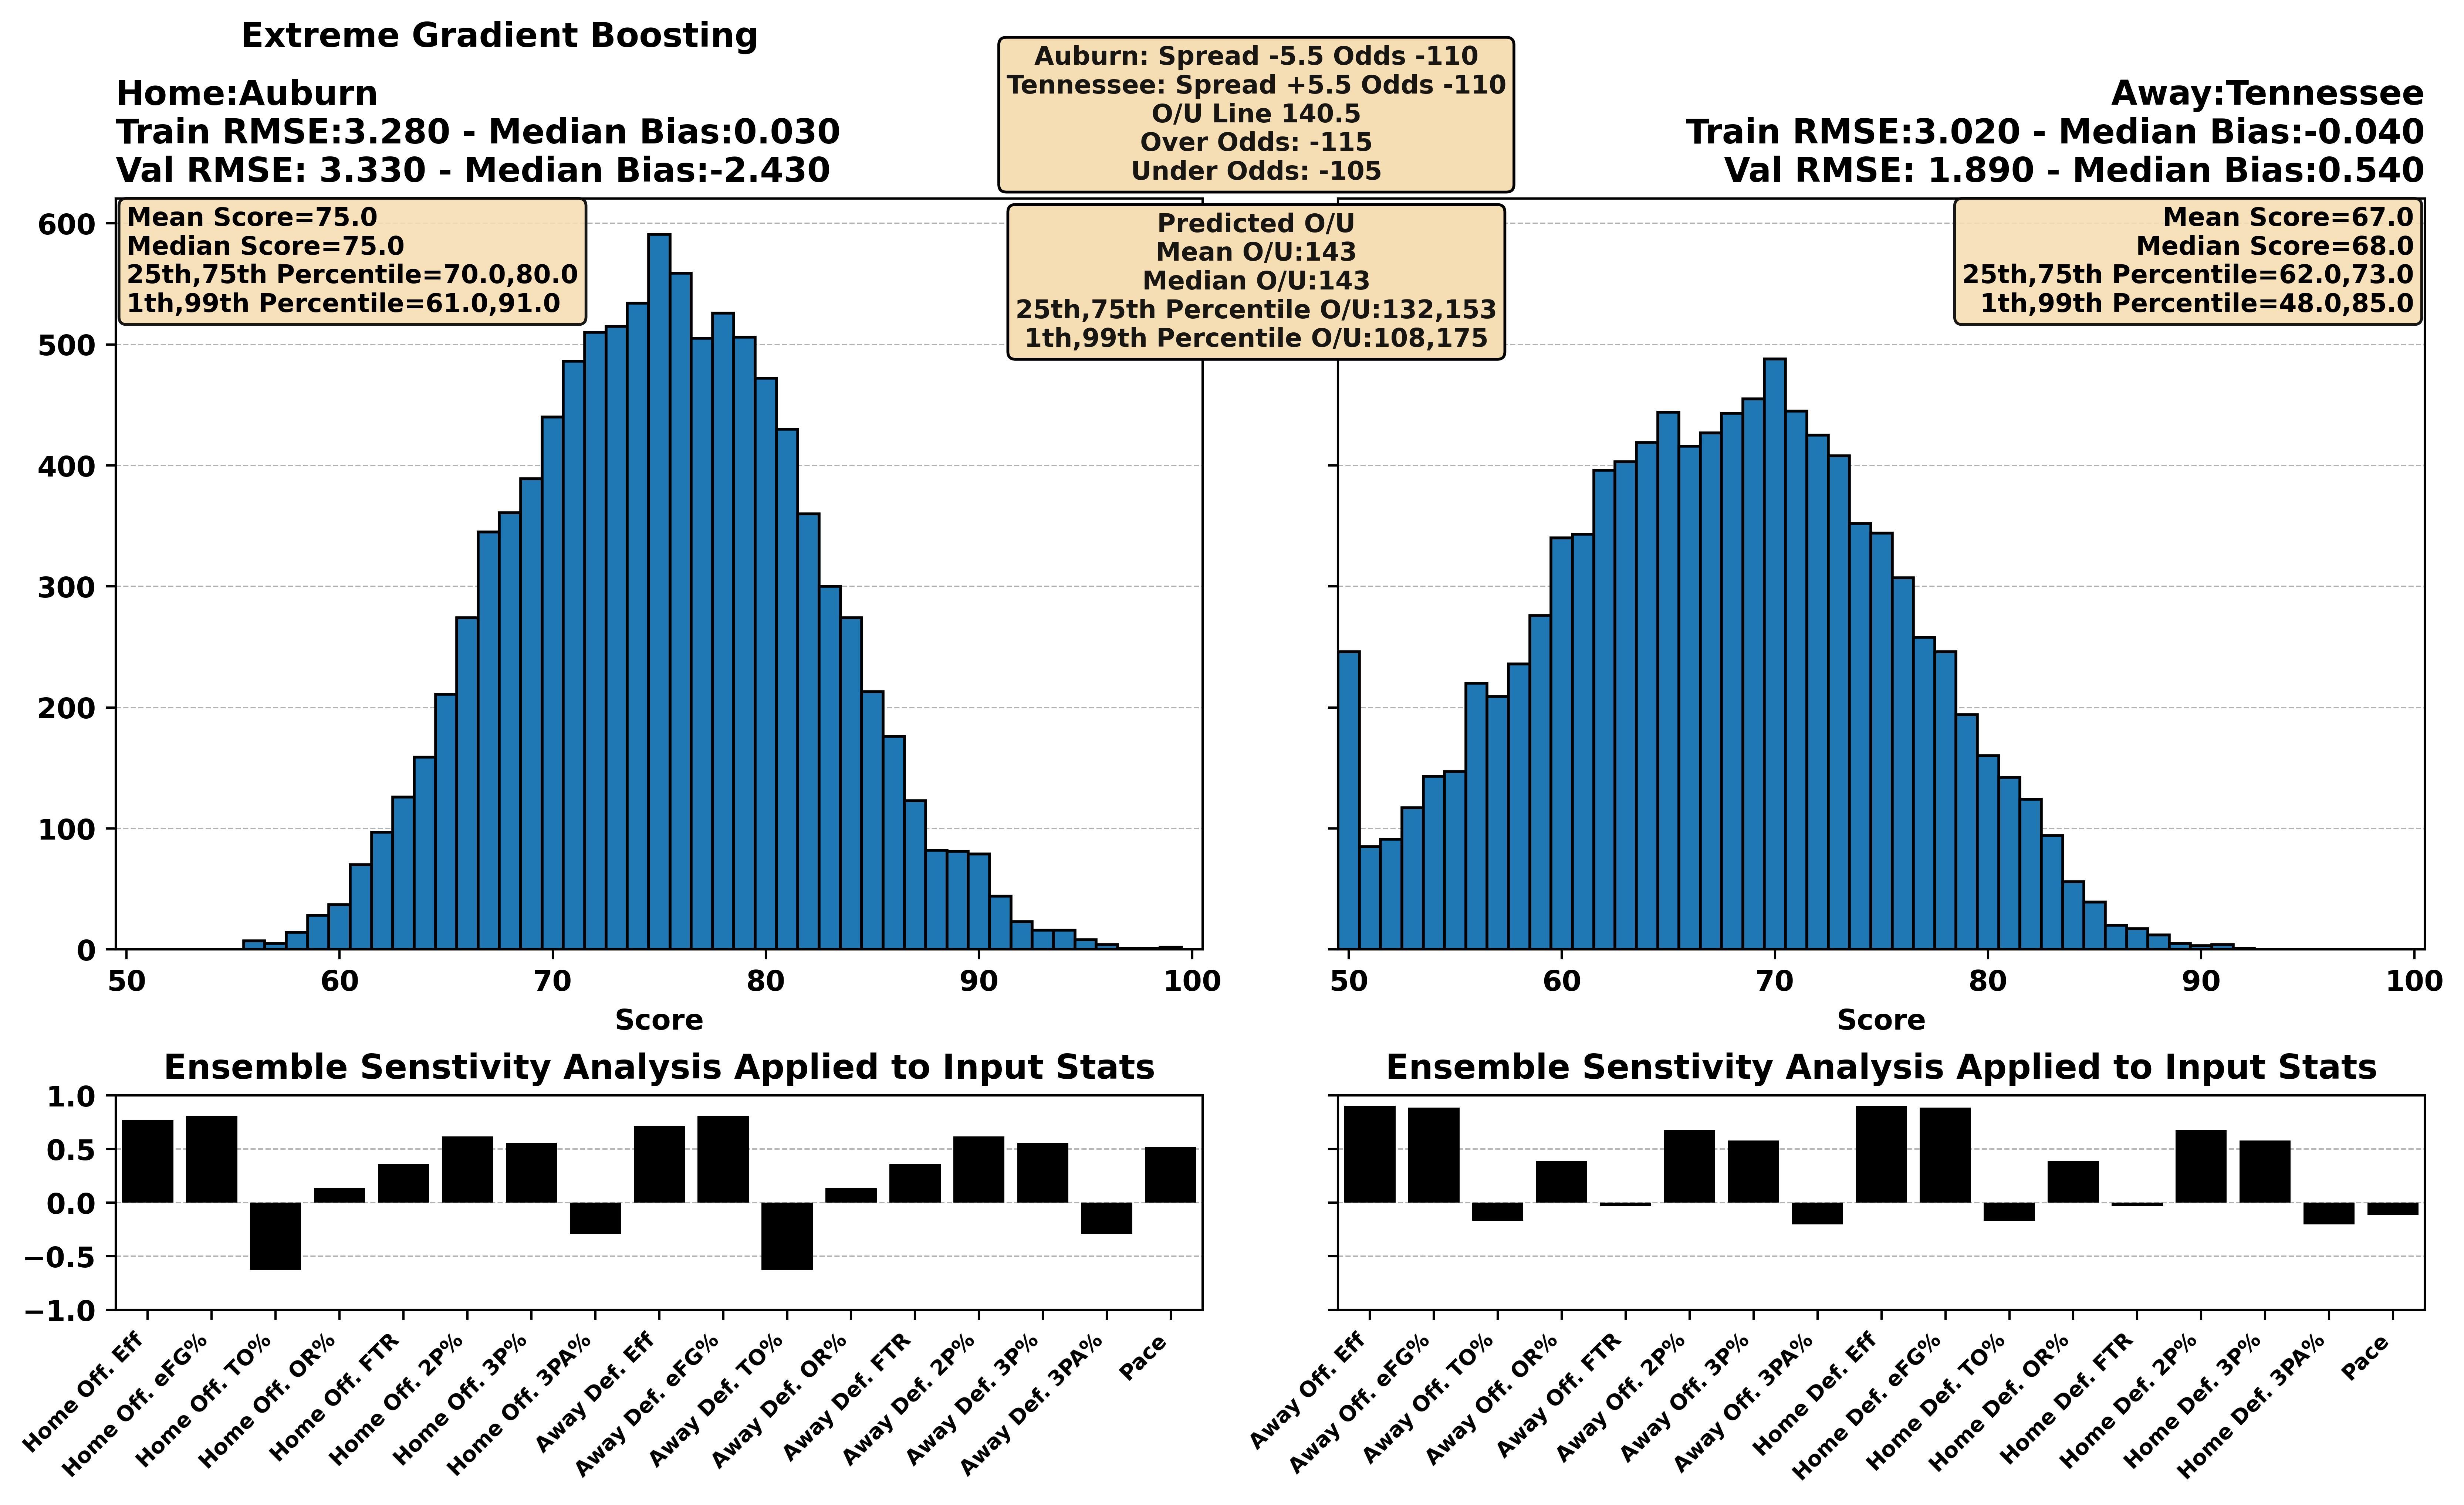 Extreme Gradient Boosting
Home:Auburn
Train RMSE:3.280 - Median Bias:0.030
Val RMSE: 3.330 - Median Bias:-2.430
Auburn: Spread -5.5 Odds -110
Tennessee: Spread +5.5 Odds -110
O/U Line 140.5
Over Odds: -115
Under Odds: -105
Away:Tennessee
Train RMSE:3.020 - Median Bias:-0.040
Val RMSE: 1.890 - Median Bias:0.540
Mean Score=75.0
Median Score=75.0
25th,75th Percentile=70.0,80.0
1th,99th Percentile=61.0,91.0
Predicted O/U
Mean O/U:143
Median O/U:143
25th,75th Percentile O/U:132,153
1th,99th Percentile O/U:108,175
Mean Score=67.0
Median Score=68.0
25th,75th Percentile=62.0,73.0
1th,99th Percentile=48.0,85.0
600
500
400
300
200
100
0
50 60 70 80 90 100
Score
50 60 70 80 90 100
Score
Ensemble Senstivity Analysis Applied to Input Stats
1.0
0.5
0.0
−0.5
−1.0
Home Off. Eff
Home Off. eFG%
Home Off. TO%
Home Off. OR%
Home Off. FTR
Home Off. 2P%
Home Off. 3P%
Home Off. 3PA%
Away Def. Eff
Away Def. eFG%
Away Def. TO%
Away Def. OR%
Away Def. FTR
Away Def. 2P%
Away Def. 3P%
Away Def. 3PA%
Pace
Ensemble Senstivity Analysis Applied to Input Stats
Away Off. Eff
Away Off. eFG%
Away Off. TO%
Away Off. OR%
Away Off. FTR
Away Off. 2P%
Away Off. 3P%
Away Off. 3PA%
Home Def. Eff
Home Def. eFG%
Home Def. TO%
Home Def. OR%
Home Def. FTR
Home Def. 2P%
Home Def. 3P%
Home Def. 3PA%
Pace